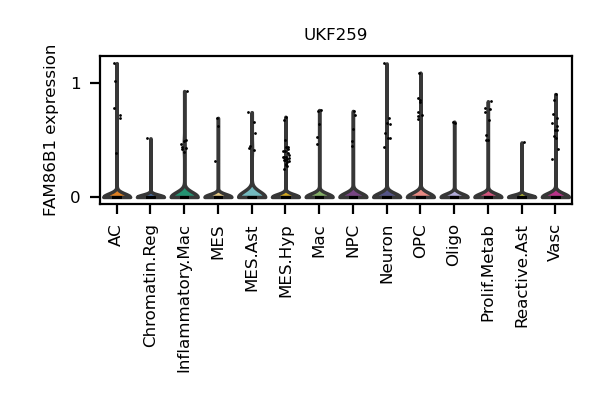 UKF259
FAM86B1 expression
1
0
AC
Chromatin.Reg
Inflammatory.Mac
MES
MES.Ast
MES.Hyp
Mac
NPC
Neuron
OPC
Oligo
Prolif.Metab
Reactive.Ast
Vasc